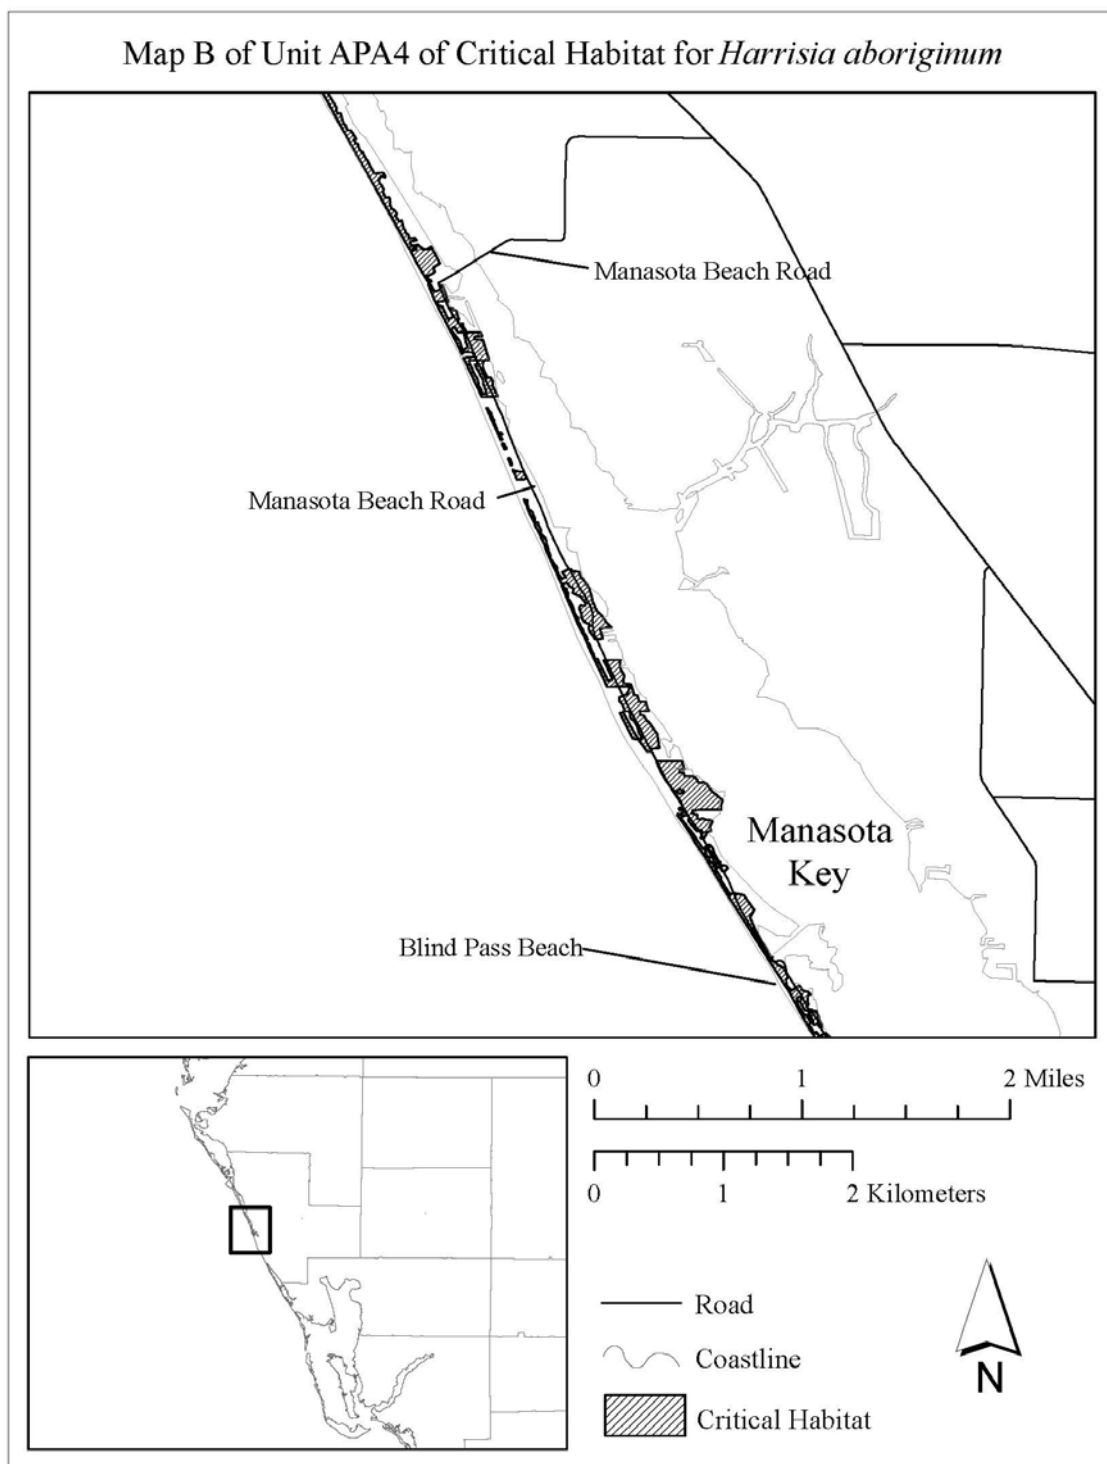 Map B of Unit APA4 of Critical Habitat for Harrisia aboriginum
Manasota Beach Road
Manasota Beach Road
Manasota
Key
Blind Pass Beach
0 1 2 Miles
0 1 2 Kilometers
Road
Coastline
Critical Habitat
N